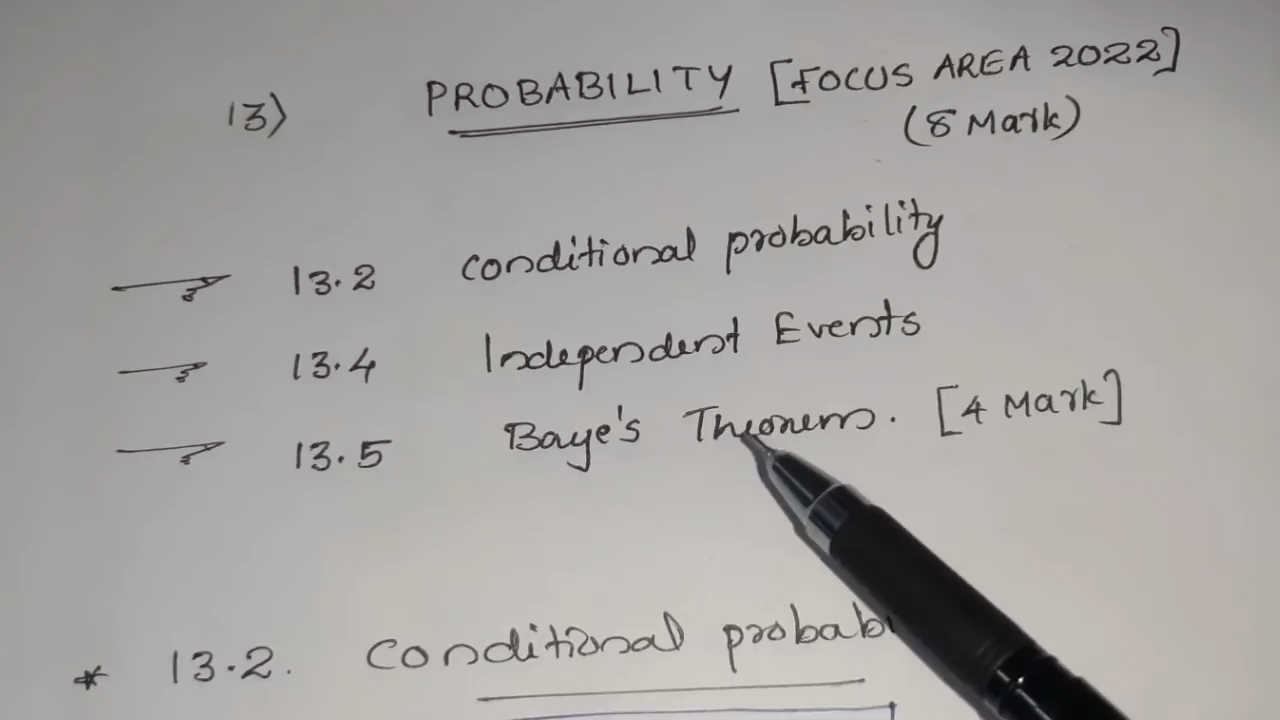 13) PROBABILITY [FOCUS AREA 2022]
(8 Mark)
13.2 Conditional probability
13.4 Independent Events
13.5 Baye's Theorem. [4 Mark]
* 13.2. Conditional